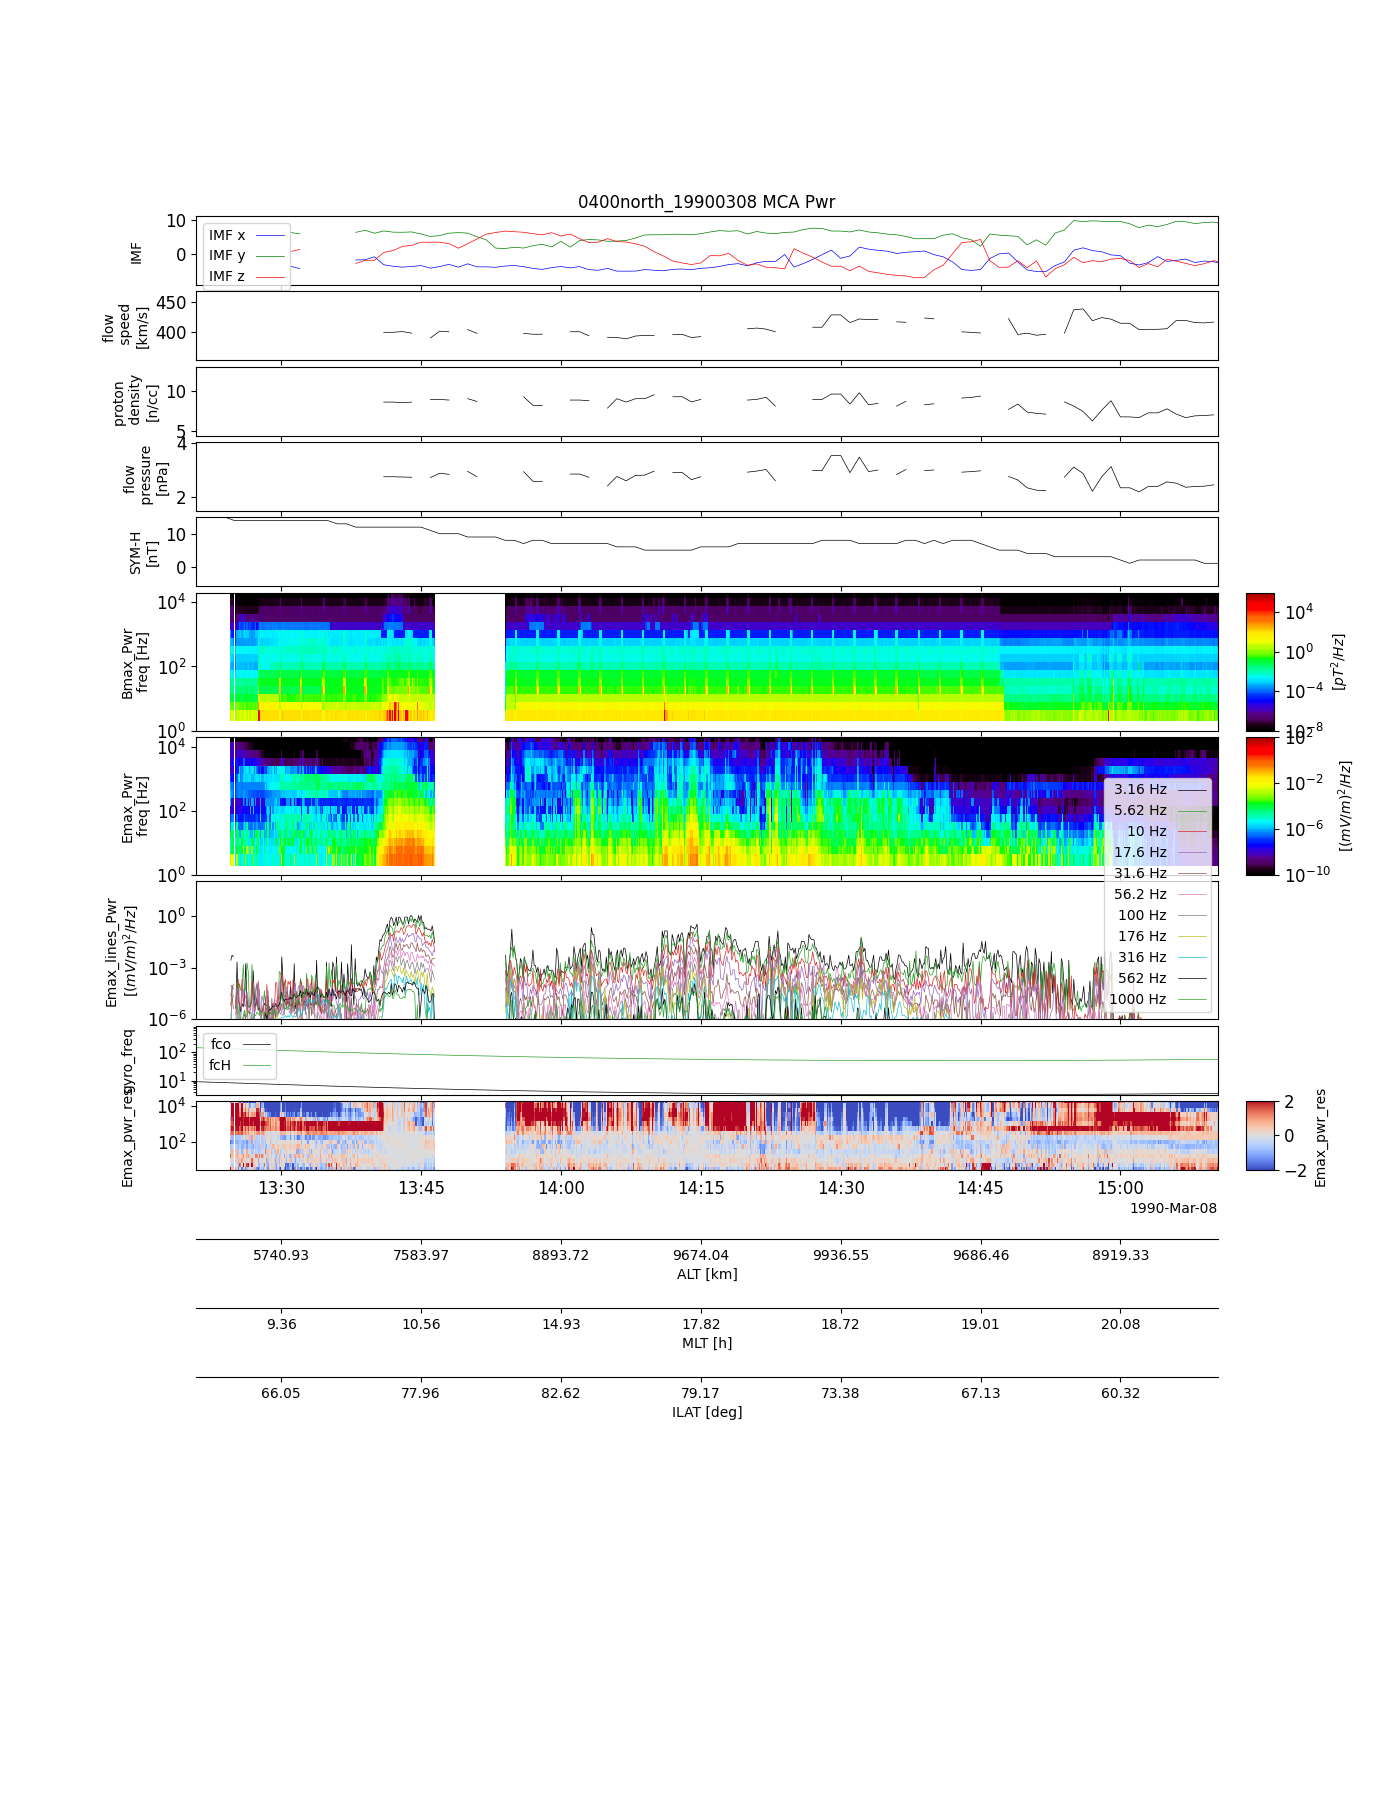 0400north_19900308 MCA Pwr
10
0
IMF
IMF x
IMF y
IMF z
450
400
flow
speed
[km/s]
10
5
proton
density
[n/cc]
4
2
flow
pressure
[nPa]
10
0
SYM-H
[nT]
10^4
10^2
10^0
Bmax_Pwr
freq [Hz]
10^4
10^0
10^-4
10^-8
[pT^2/Hz]
10^4
10^2
10^0
Emax_Pwr
freq [Hz]
10^2
10^-2
10^-6
10^-10
[(mV/m)^2/Hz]
3.16 Hz
5.62 Hz
10 Hz
17.6 Hz
31.6 Hz
56.2 Hz
100 Hz
176 Hz
316 Hz
562 Hz
1000 Hz
10^0
10^-3
10^-6
Emax_lines_Pwr
[(mV/m)^2/Hz]
10^2
10^1
gyro_freq
fco
fcH
10^4
10^2
Emax_pwr_res
2
0
−2
Emax_pwr_res
13:30 13:45 14:00 14:15 14:30 14:45 15:00
1990-Mar-08
5740.93 7583.97 8893.72 9674.04 9936.55 9686.46 8919.33
ALT [km]
9.36 10.56 14.93 17.82 18.72 19.01 20.08
MLT [h]
66.05 77.96 82.62 79.17 73.38 67.13 60.32
ILAT [deg]